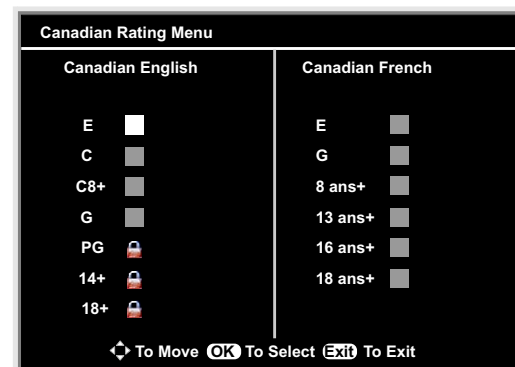 Canadian Rating Menu
Canadian English
E
C
C8+
G
PG
14+
18+
Canadian French
E
G
8 ans+
13 ans+
16 ans+
18 ans+
To Move OK To Select Exit To Exit